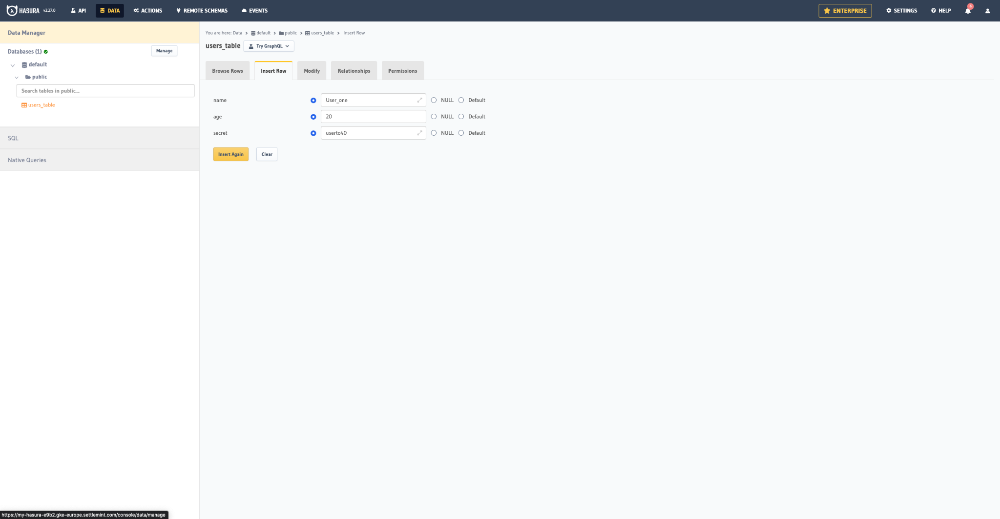 HASURA v2.27.0 API DATA ACTIONS REMOTE SCHEMAS EVENTS ENTERPRISE SETTINGS HELP 6
Data Manager
Databases (1) Manage
default
public
Search tables in public....
users_table
SQL
Native Queries
You are here: Data > default > public > users_table > Insert Row
users_table Try GraphQL
Browse Rows Insert Row Modify Relationships Permissions
name User_one NULL Default
age 20 NULL Default
secret userto40 NULL Default
Insert Again Clear
https://my-hasura-e9b2.gke-europe.settlemint.com/console/data/manage